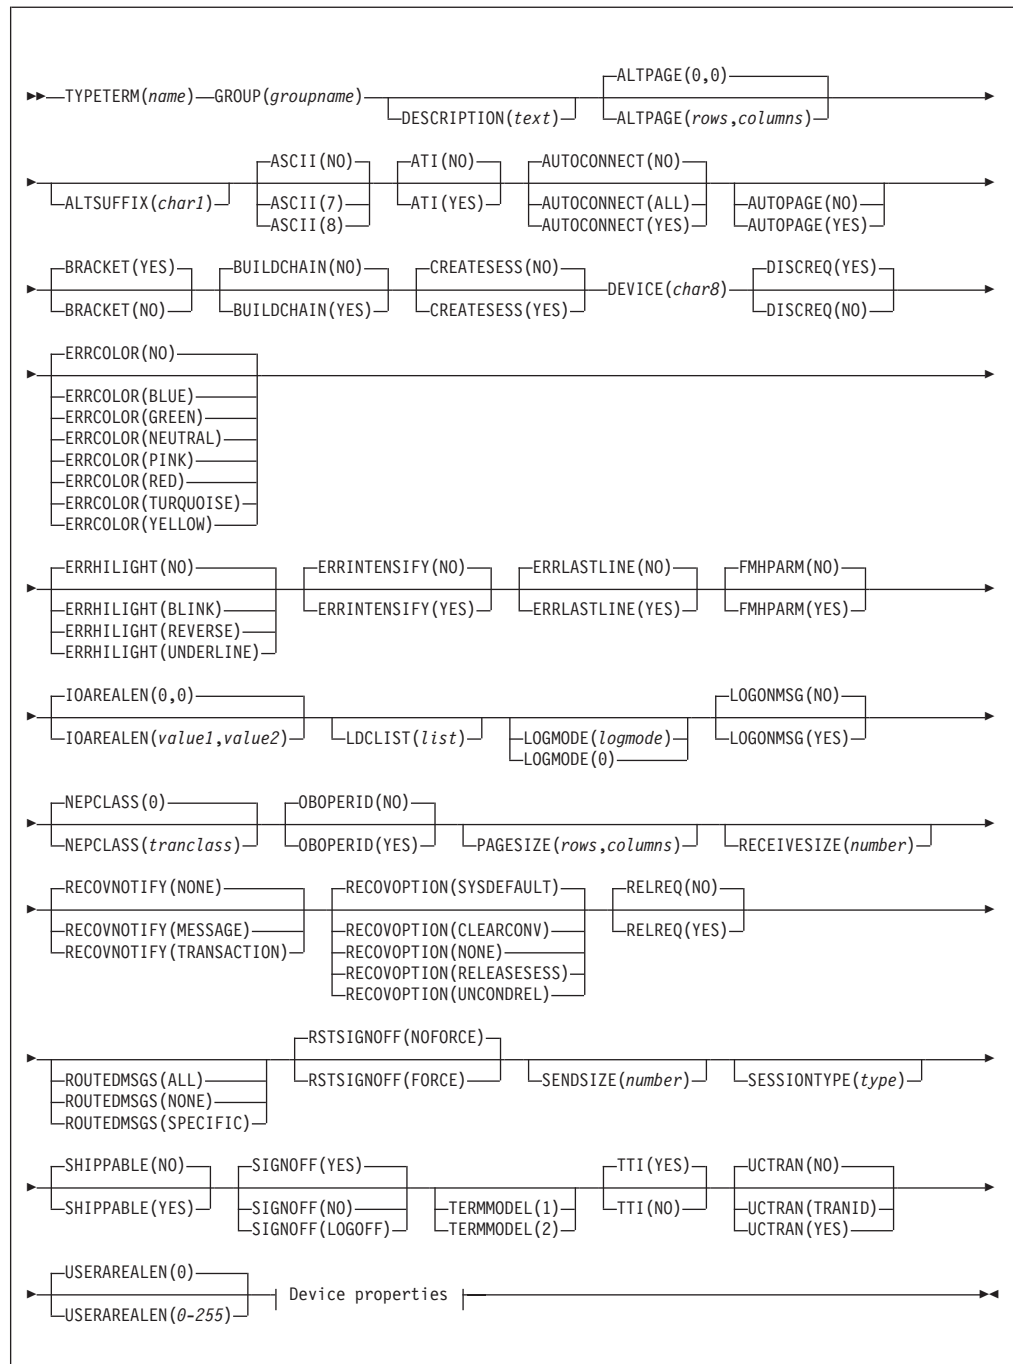 ALTPAGE(0,0)
TYPETERM(name) GROUP(groupname)
DESCRIPTION(text) ALTPAGE(rows,columns)
ASCII(NO) ATI(NO) AUTOCONNECT(NO)
ALTSUFFIX(char1) ASCII(7) ATI(YES) AUTOCONNECT(ALL) AUTOPAGE(NO)
ASCII(8) AUTOCONNECT(YES) AUTOPAGE(YES)
BRACKET(YES) BUILDCHAIN(NO) CREATESESS(NO) DISCREQ(YES)
DEVICE(char8)
BRACKET(NO) BUILDCHAIN(YES) CREATESESS(YES) DISCREQ(NO)
ERRCOLOR(NO)
ERRCOLOR(BLUE)
ERRCOLOR(GREEN)
ERRCOLOR(NEUTRAL)
ERRCOLOR(PINK)
ERRCOLOR(RED)
ERRCOLOR(TURQUOISE)
ERRCOLOR(YELLOW)
ERRHILIGHT(NO) ERRINTENSIFY(NO) ERRLASTLINE(NO) FMHPARM(NO)
ERRHILIGHT(BLINK) ERRINTENSIFY(YES) ERRLASTLINE(YES) FMHPARM(YES)
ERRHILIGHT(REVERSE)
ERRHILIGHT(UNDERLINE)
IOAREALEN(0,0) LOGONMSG(NO)
IOAREALEN(value1,value2) LDCLIST(list) LOGMODE(logmode) LOGONMSG(YES)
LOGMODE(0)
NEPCLASS(0) OBOPERID(NO)
NEPCLASS(tranclass) OBOPERID(YES) PAGESIZE(rows,columns) RECEIVESIZE(number)
RECOVNOTIFY(NONE) RECOVOPTION(SYSDEFAULT) RELREQ(NO)
RECOVNOTIFY(MESSAGE) RECOVOPTION(CLEARCONV) RELREQ(YES)
RECOVNOTIFY(TRANSACTION) RECOVOPTION(NONE)
RECOVOPTION(RELEASESESS)
RECOVOPTION(UNCONDREL)
RSTSIGNOFF(NOFORCE)
ROUTEDMSGS(ALL) RSTSIGNOFF(FORCE) SENDSIZE(number) SESSIONTYPE(type)
ROUTEDMSGS(NONE)
ROUTEDMSGS(SPECIFIC)
SHIPPABLE(NO) SIGNOFF(YES) TTI(YES) UCTRAN(NO)
SHIPPABLE(YES) SIGNOFF(NO) TERMMODEL(1) TTI(NO) UCTRAN(TRANID)
SIGNOFF(LOGOFF) TERMMODEL(2) UCTRAN(YES)
USERAREALEN(0)
Device properties
USERAREALEN(0-255)